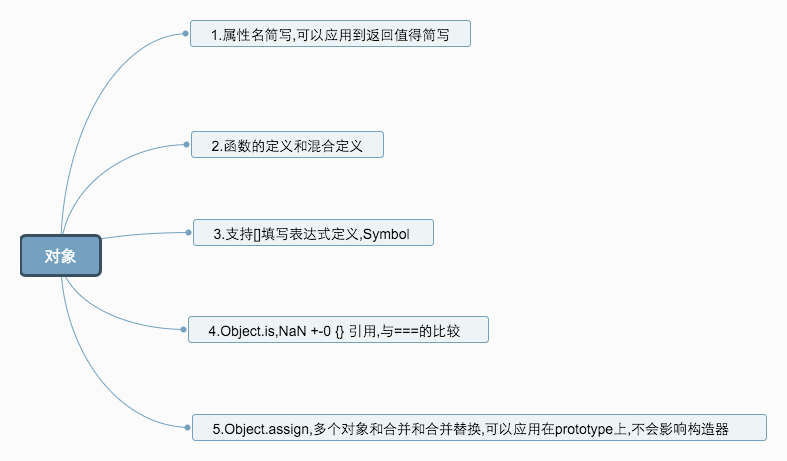 1.属性名简写,可以应用到返回值得简写
2.函数的定义和混合定义
3.支持[]填写表达式定义,Symbol
对象
4.Object.is,NaN +-0 {} 引用,与===的比较
5.Object.assign,多个对象和合并和合并替换,可以应用在prototype上,不会影响构造器